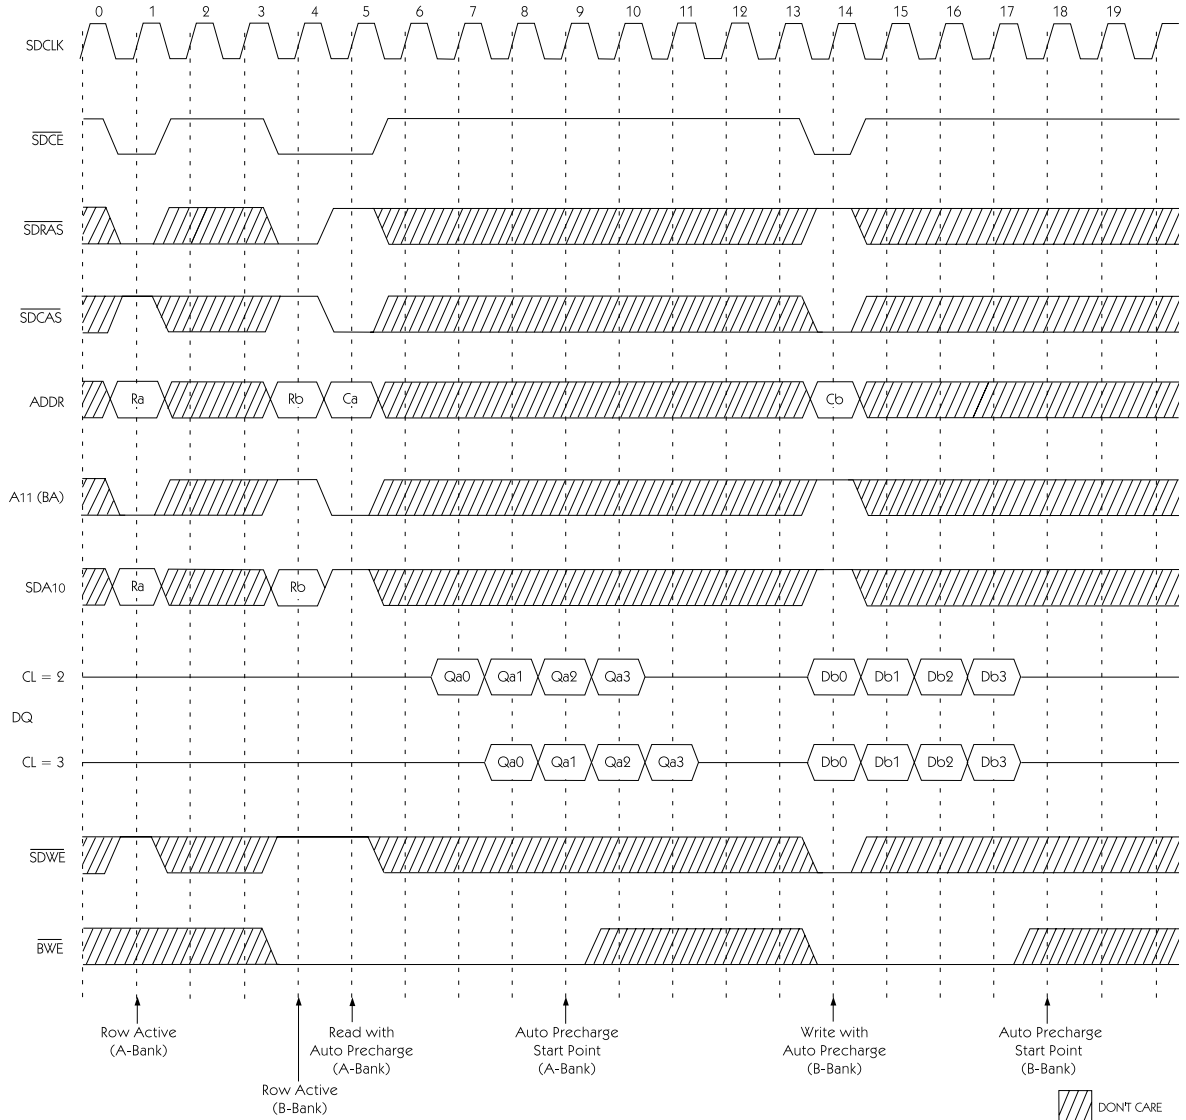 0 1 2 3 4 5 6 7 8 9 10 11 12 13 14 15 16 17 18 19
SDCLK
SDCE
SDRAS
SDCAS
ADDR Ra Rb Ca Cb
A11 (BA)
SDA10 Ra Rb
CL = 2 Qa0 Qa1 Qa2 Qa3 Db0 Db1 Db2 Db3
DQ
CL = 3 Qa0 Qa1 Qa2 Qa3 Db0 Db1 Db2 Db3
SDWE
BWE
Row Active
(A-Bank)
Row Active
(B-Bank)
Read with
Auto Precharge
(A-Bank)
Auto Precharge
Start Point
(A-Bank)
Write with
Auto Precharge
(B-Bank)
Auto Precharge
Start Point
(B-Bank)
DON'T CARE